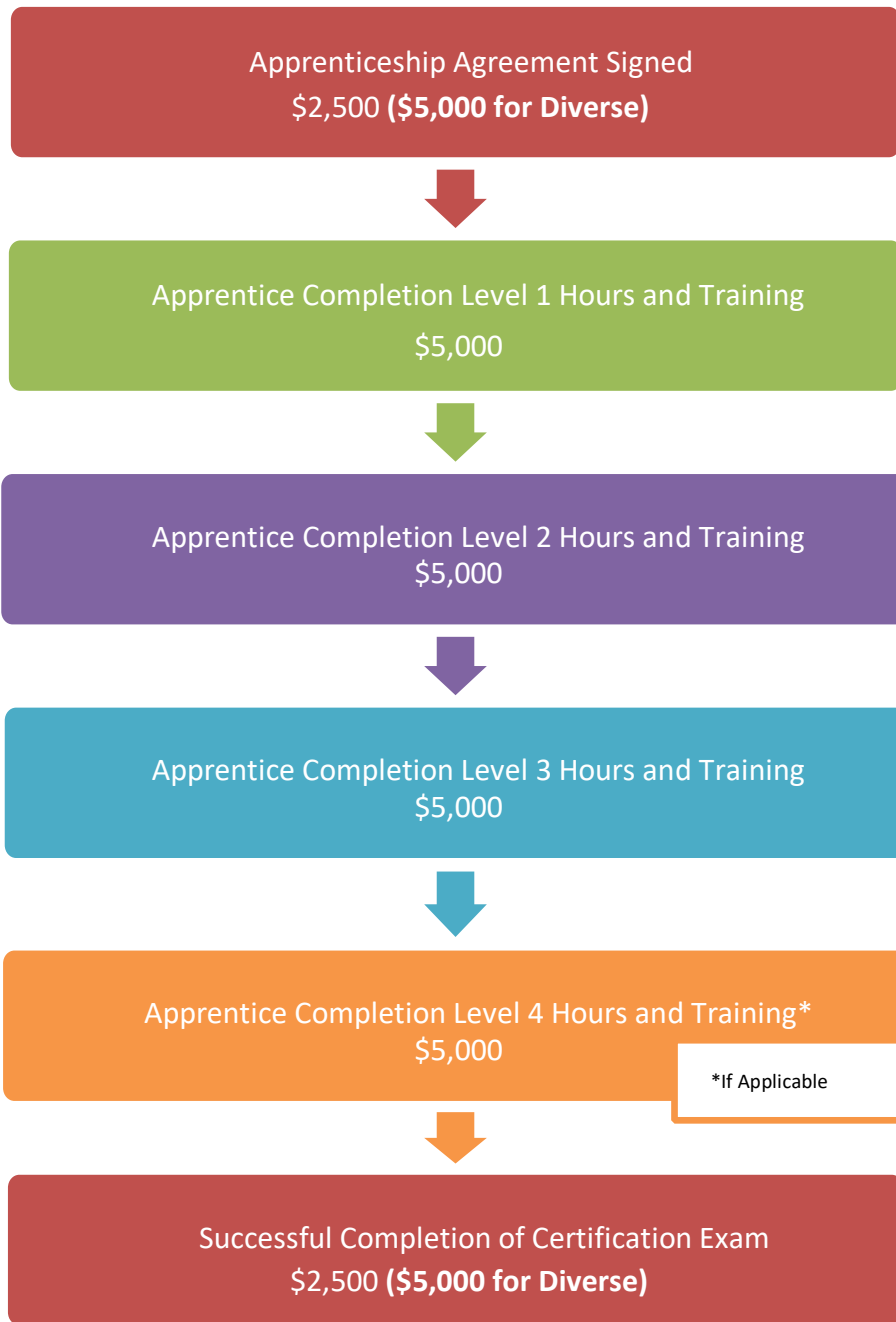 Apprenticeship Agreement Signed
$2,500 ($5,000 for Diverse)
Apprentice Completion Level 1 Hours and Training
$5,000
Apprentice Completion Level 2 Hours and Training
$5,000
Apprentice Completion Level 3 Hours and Training
$5,000
Apprentice Completion Level 4 Hours and Training*
$5,000
*If Applicable
Successful Completion of Certification Exam
$2,500 ($5,000 for Diverse)